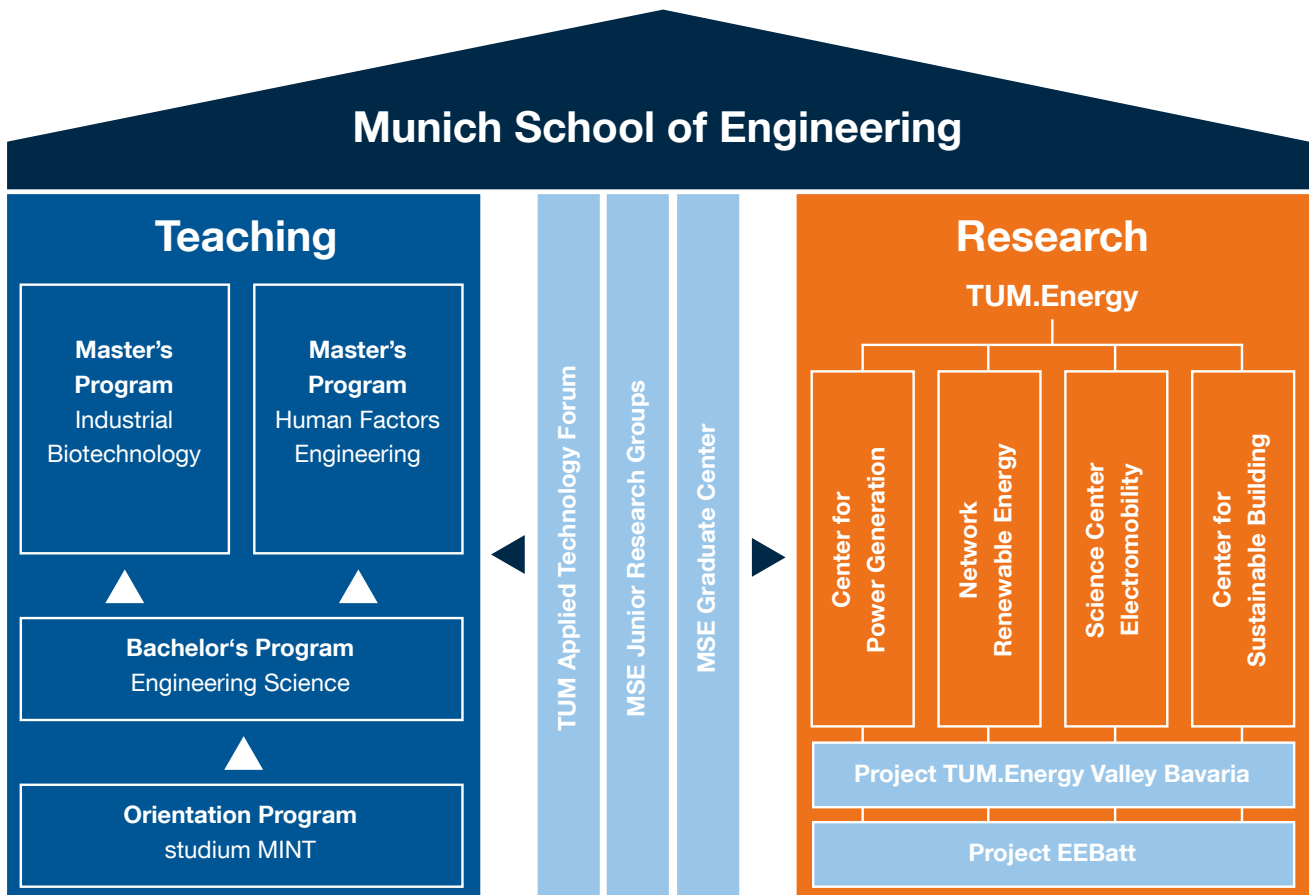 Munich School of Engineering
Teaching
Master’s
Program
Industrial
Biotechnology
Master’s
Program
Human Factors
Engineering
Bachelor‘s Program
Engineering Science
Orientation Program
studium MINT
TUM Applied Technology Forum
MSE Junior Research Groups
MSE Graduate Center
Research
TUM.Energy
Center for
Power Generation
Network
Renewable Energy
Science Center
Electromobility
Center for
Sustainable Building
Project TUM.Energy Valley Bavaria
Project EEBatt